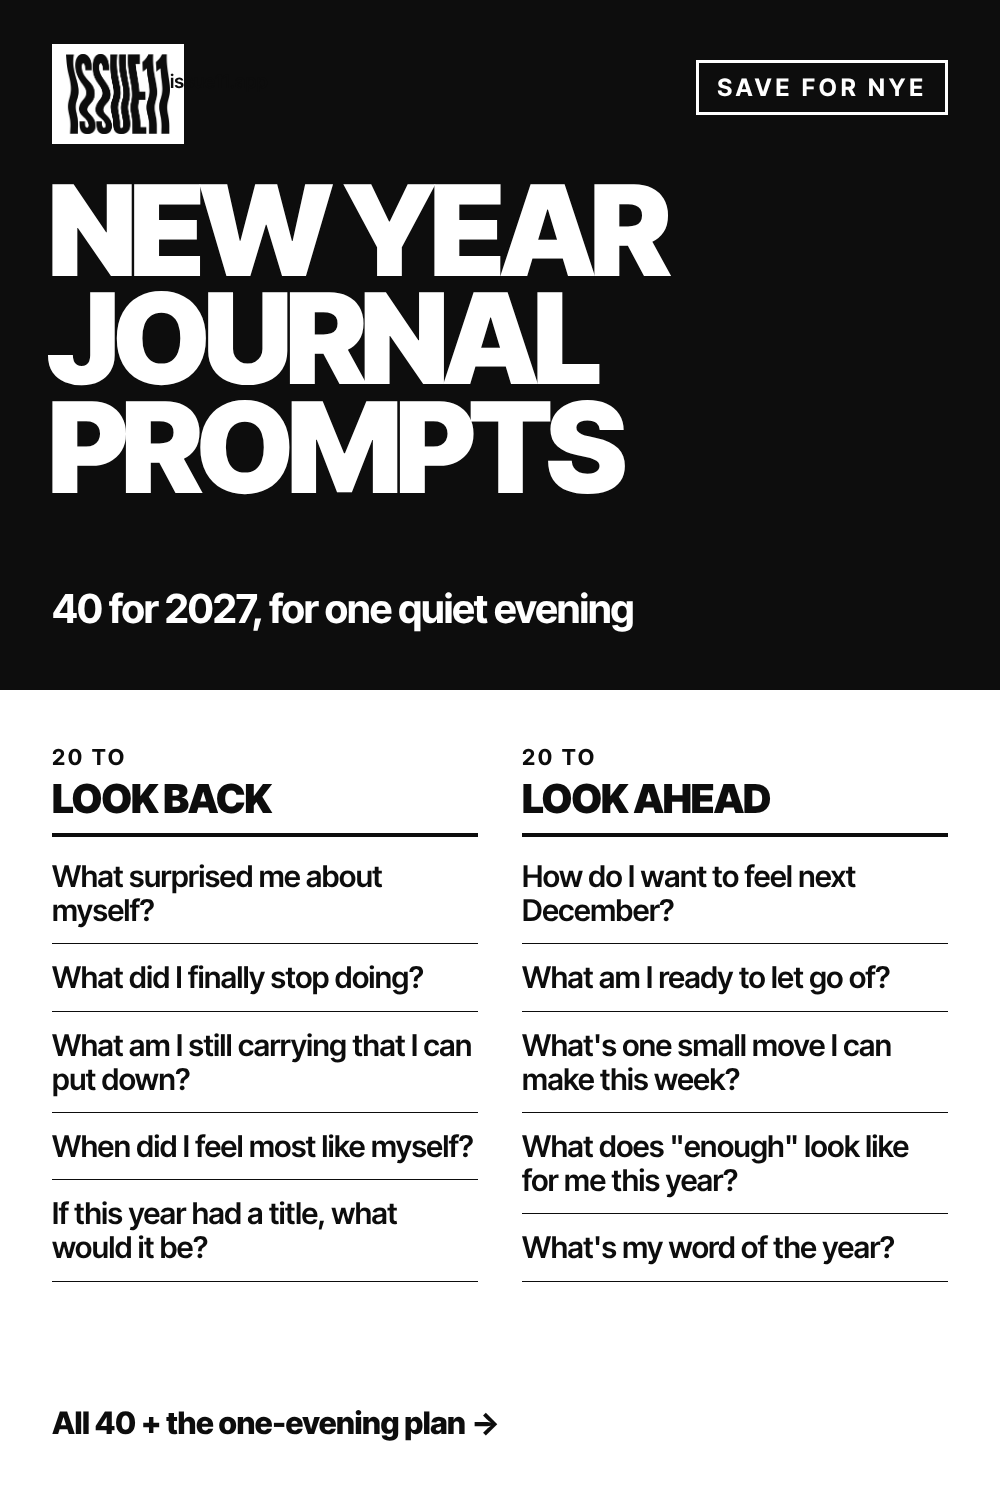 ISSUE11
is
SAVE FOR NYE
NEW YEAR
JOURNAL
PROMPTS
40 for 2027, for one quiet evening
20 TO
LOOK BACK
What surprised me about
myself?
What did I finally stop doing?
What am I still carrying that I can
put down?
When did I feel most like myself?
If this year had a title, what
would it be?
20 TO
LOOK AHEAD
How do I want to feel next
December?
What am I ready to let go of?
What's one small move I can
make this week?
What does "enough" look like
for me this year?
What's my word of the year?
All 40 + the one-evening plan →